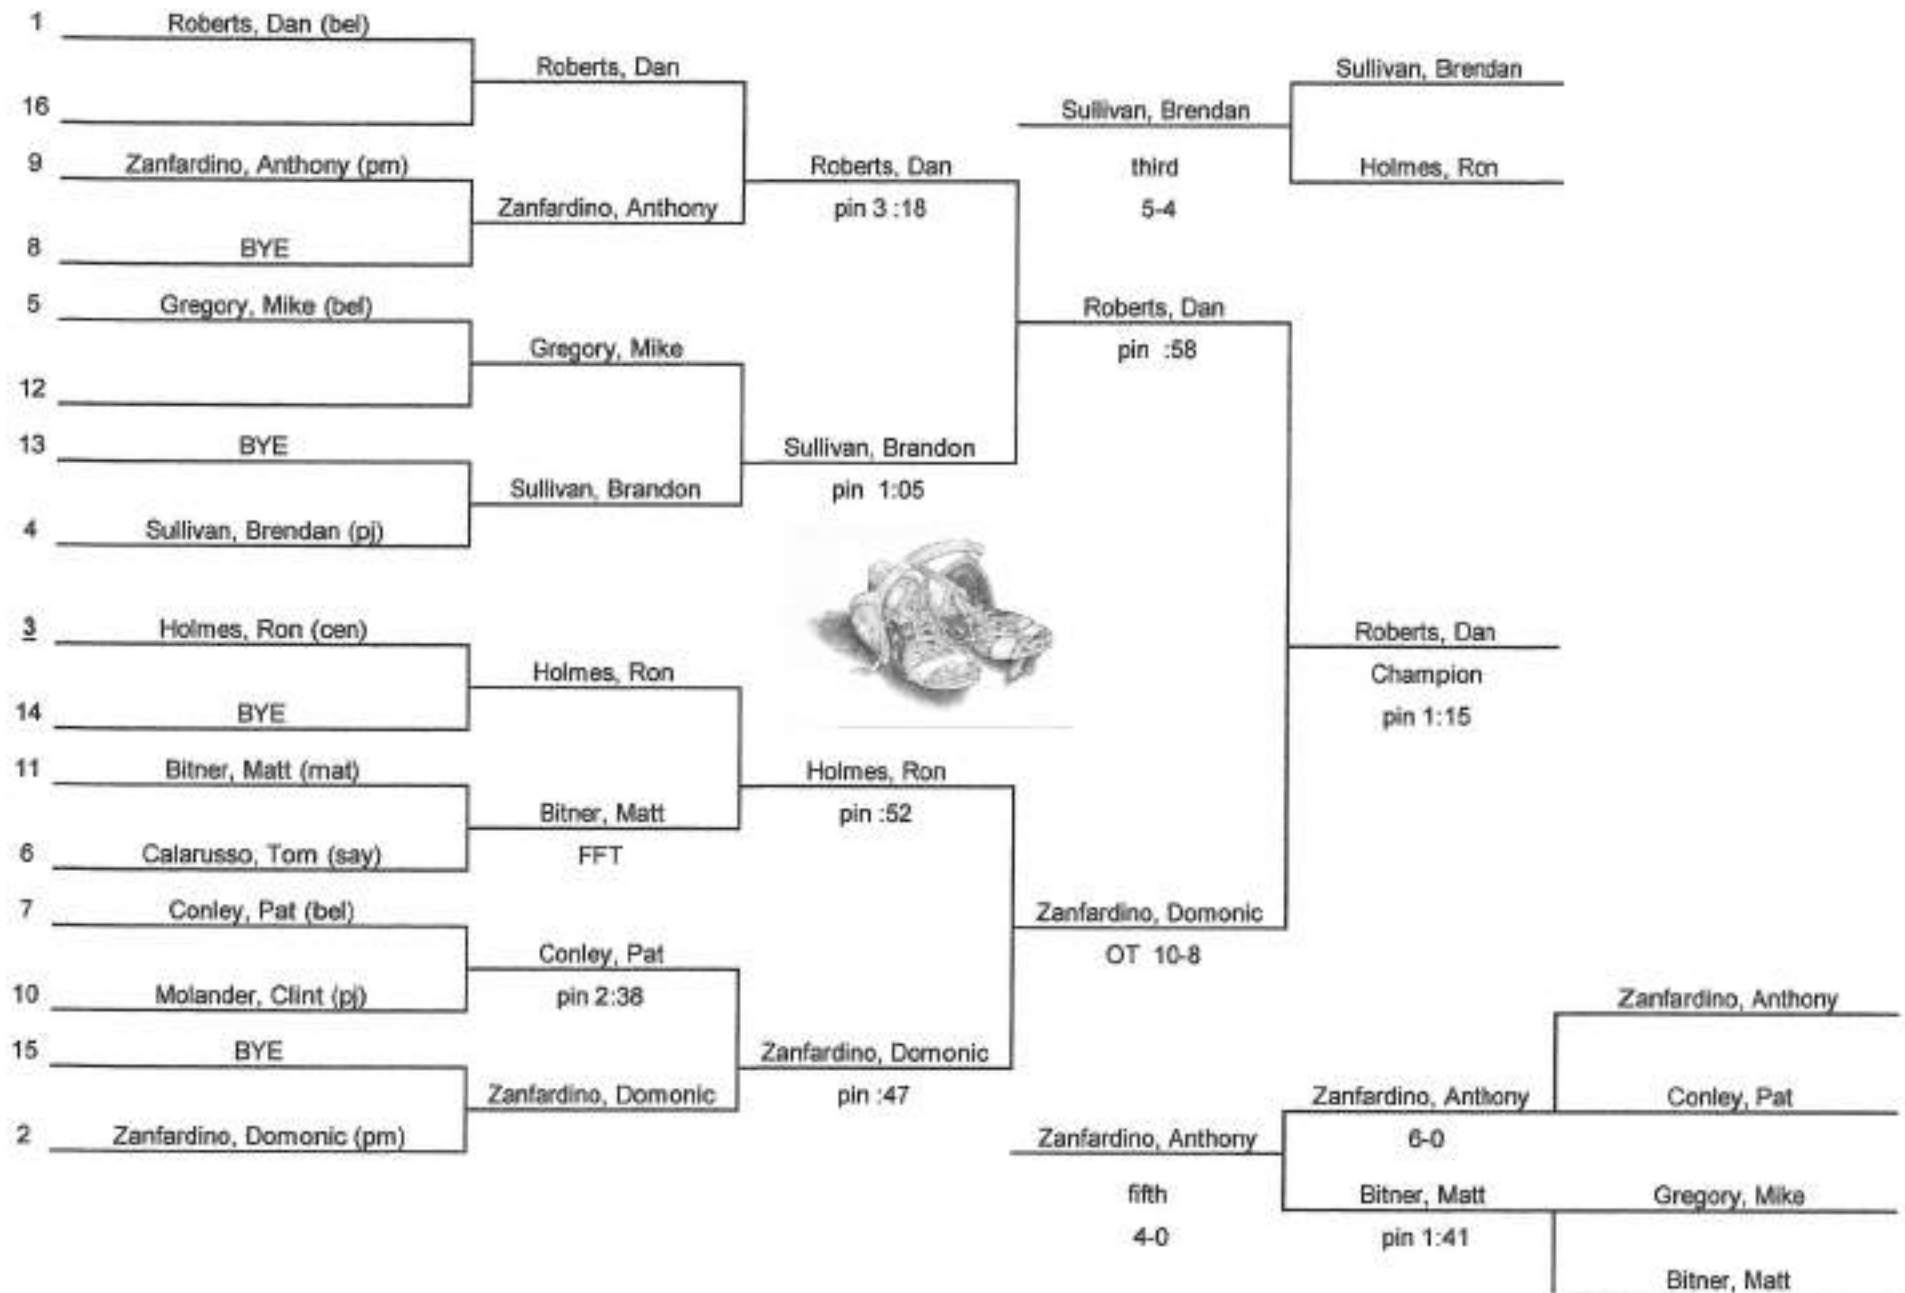 1 Roberts, Dan (bel)
Roberts, Dan
16
9 Zanfardino, Anthony (pm)
Zanfardino, Anthony
8 BYE
Roberts, Dan
pin 3 :18
5 Gregory, Mike (bel)
Gregory, Mike
12
13 BYE
Sullivan, Brandon
4 Sullivan, Brendan (pj)
Sullivan, Brandon
pin 1:05
Roberts, Dan
pin :58
3 Holmes, Ron (cen)
Holmes, Ron
14 BYE
11 Bitner, Matt (mat)
Bitner, Matt
FFT
6 Calarusso, Tom (say)
Holmes, Ron
pin :52
7 Conley, Pat (bel)
Conley, Pat
pin 2:38
10 Molander, Clint (pj)
15 BYE
Zanfardino, Domonic
2 Zanfardino, Domonic (pm)
Zanfardino, Domonic
pin :47
Zanfardino, Domonic
OT 10-8
Roberts, Dan
Champion
pin 1:15
Sullivan, Brendan
Sullivan, Brendan
third
5-4
Holmes, Ron
Zanfardino, Anthony
Zanfardino, Anthony
6-0
Conley, Pat
Zanfardino, Anthony
fifth
4-0
Bitner, Matt
pin 1:41
Gregory, Mike
Bitner, Matt